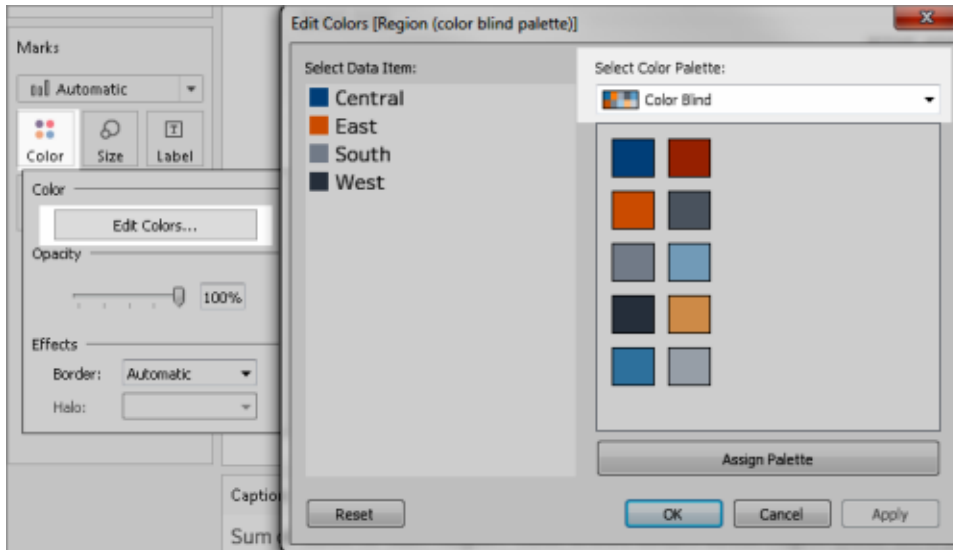 Marks
Automatic
Color Size Label
Color
Edit Colors...
Opacity
100%
Effects
Border: Automatic
Halo:
Edit Colors [Region (color blind palette)]
Select Data Item:
Central
East
South
West
Select Color Palette:
Color Blind
Assign Palette
Reset
OK
Cancel
Apply
Captio
Sum